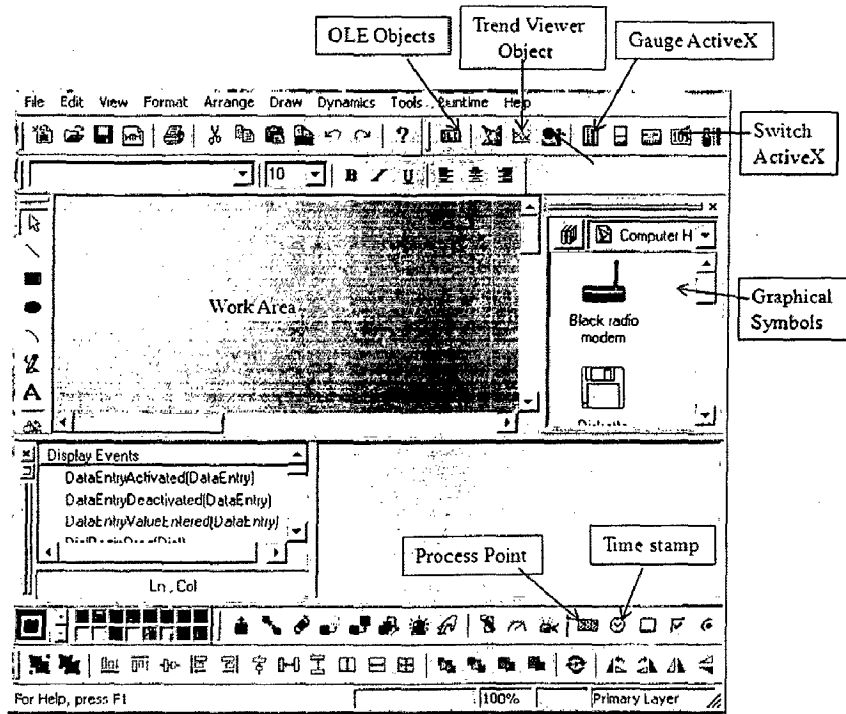 OLE Objects
Trend Viewer
Object
Gauge ActiveX
File Edit View Format Arrange Draw Dynamics Tools Runtime Help
Switch
ActiveX
10 B I U
Computer H
Work Area
Black radio
modem
Graphical
Symbols
Display Events
DataEntryActivated(DataEntry)
DataEntryDeactivated(DataEntry)
DataEntryValueEntered(DataEntry)
Process Point
Time stamp
Ln , Col
For Help, press F1
100%
Primary Layer